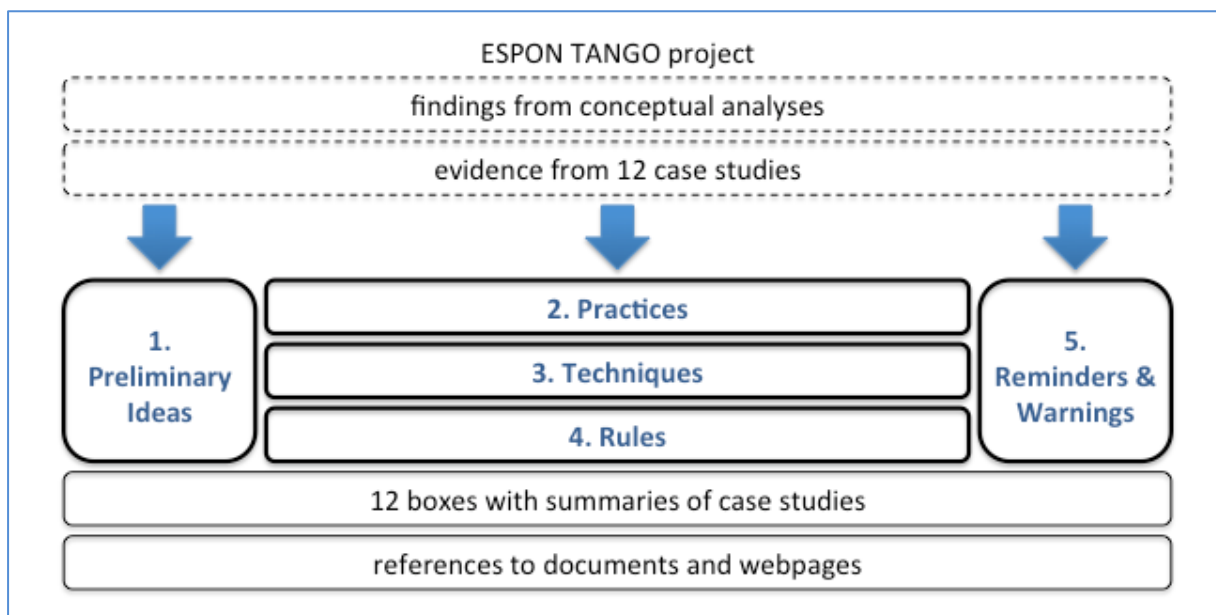 ESPON TANGO project
findings from conceptual analyses
evidence from 12 case studies
1.
Preliminary
Ideas
2. Practices
3. Techniques
4. Rules
5.
Reminders &
Warnings
12 boxes with summaries of case studies
references to documents and webpages